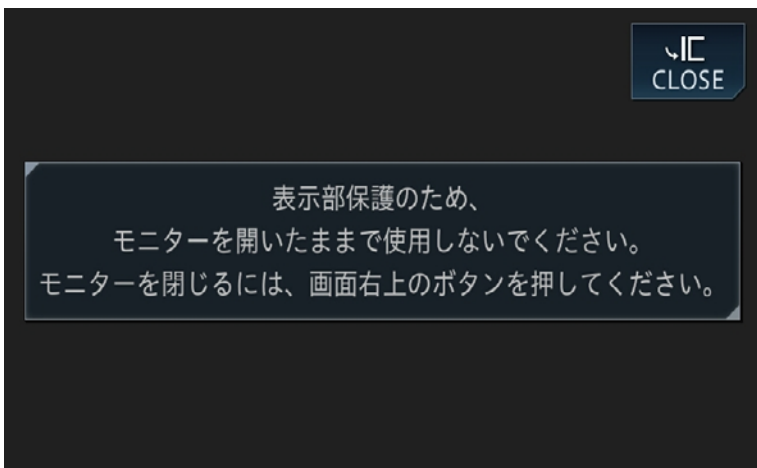 CLOSE
表示部保護のため、
モニターを開いたままで使用しないでください。
モニターを閉じるには、画面右上のボタンを押してください。